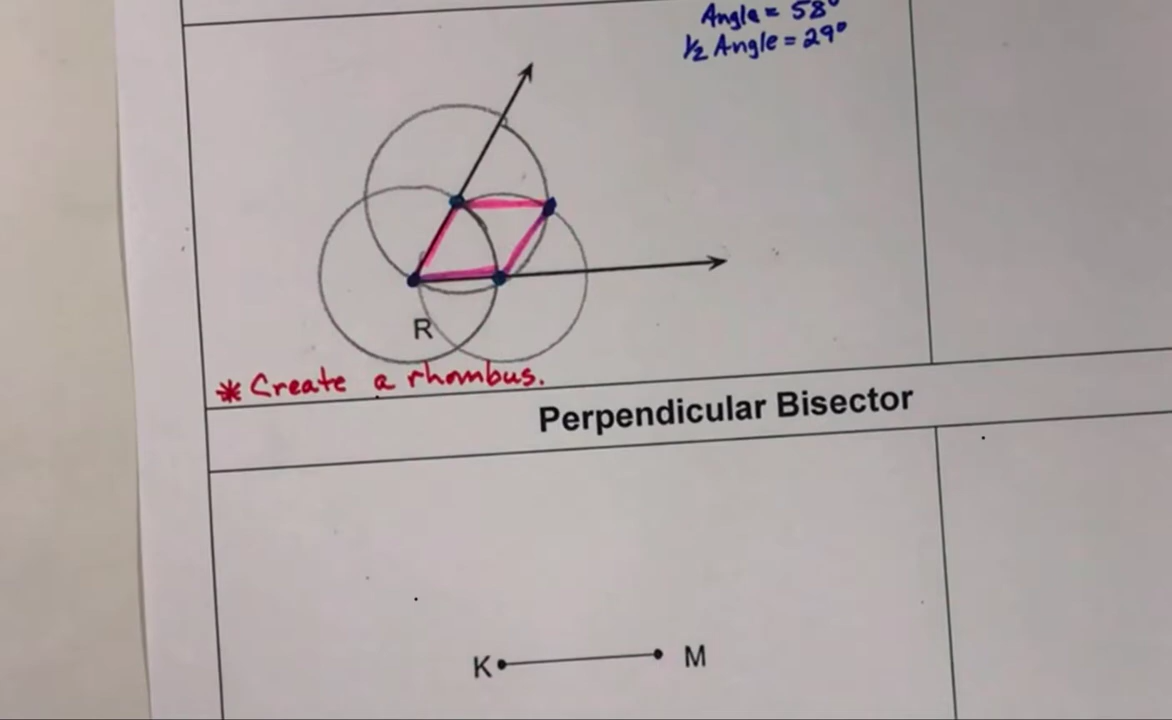 Angle = 58°
1/2 Angle = 29°
R
* Create a rhombus.
Perpendicular Bisector
K M